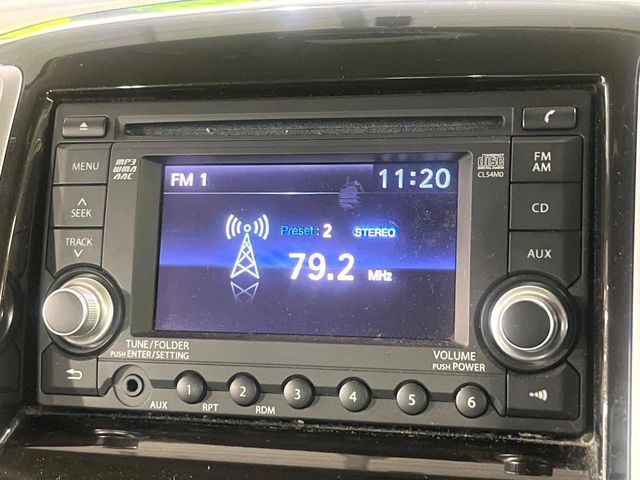 MENU
MP3
WMA
AAC
FM 1
11:20
disc
CL54M0
FM
AM
SEEK
Preset : 2 STEREO
CD
TRACK
79.2 MHz
AUX
TUNE/FOLDER
PUSH ENTER/SETTING
VOLUME
PUSH POWER
1 2 3 4 5 6
AUX RPT RDM